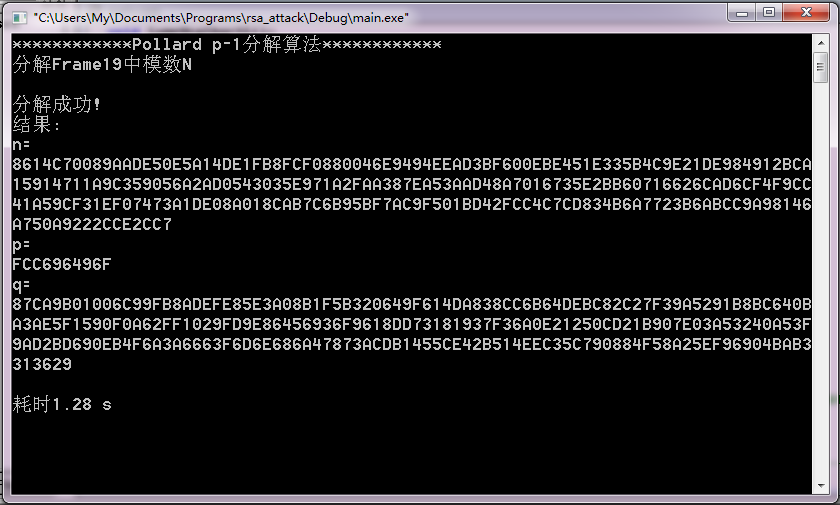 "C:\Users\My\Documents\Programs\rsa_attack\Debug\main.exe"
************Pollard p-1分解算法************
分解Frame19中模数N
分解成功!
结果:
n=
8614C70089AADE50E5A14DE1FB8FCF0880046E9494EEAD3BF600EBE451E335B4C9E21DE984912BCA
15914711A9C359056A2AD0543035E971A2FAA387EA53AAD48A7016735E2BB60716626CAD6CF4F9CC
41A59CF31EF07473A1DE08A018CAB7C6B95BF7AC9F501BD42FCC4C7CD834B6A7723B6ABCC9A98146
A750A9222CCE2CC7
p=
FCC696496F
q=
87CA9B01006C99FB8ADEFE85E3A08B1F5B320649F614DA838CC6B64DEBC82C27F39A5291B8BC640B
A3AE5F1590F0A62FF1029FD9E86456936F9618DD73181937F36A0E21250CD21B907E03A53240A53F
9AD2BD690EB4F6A3A6663F6D6E686A47873ACDB1455CE42B514EEC35C790884F58A25EF96904BAB3
313629
耗时1.28 s